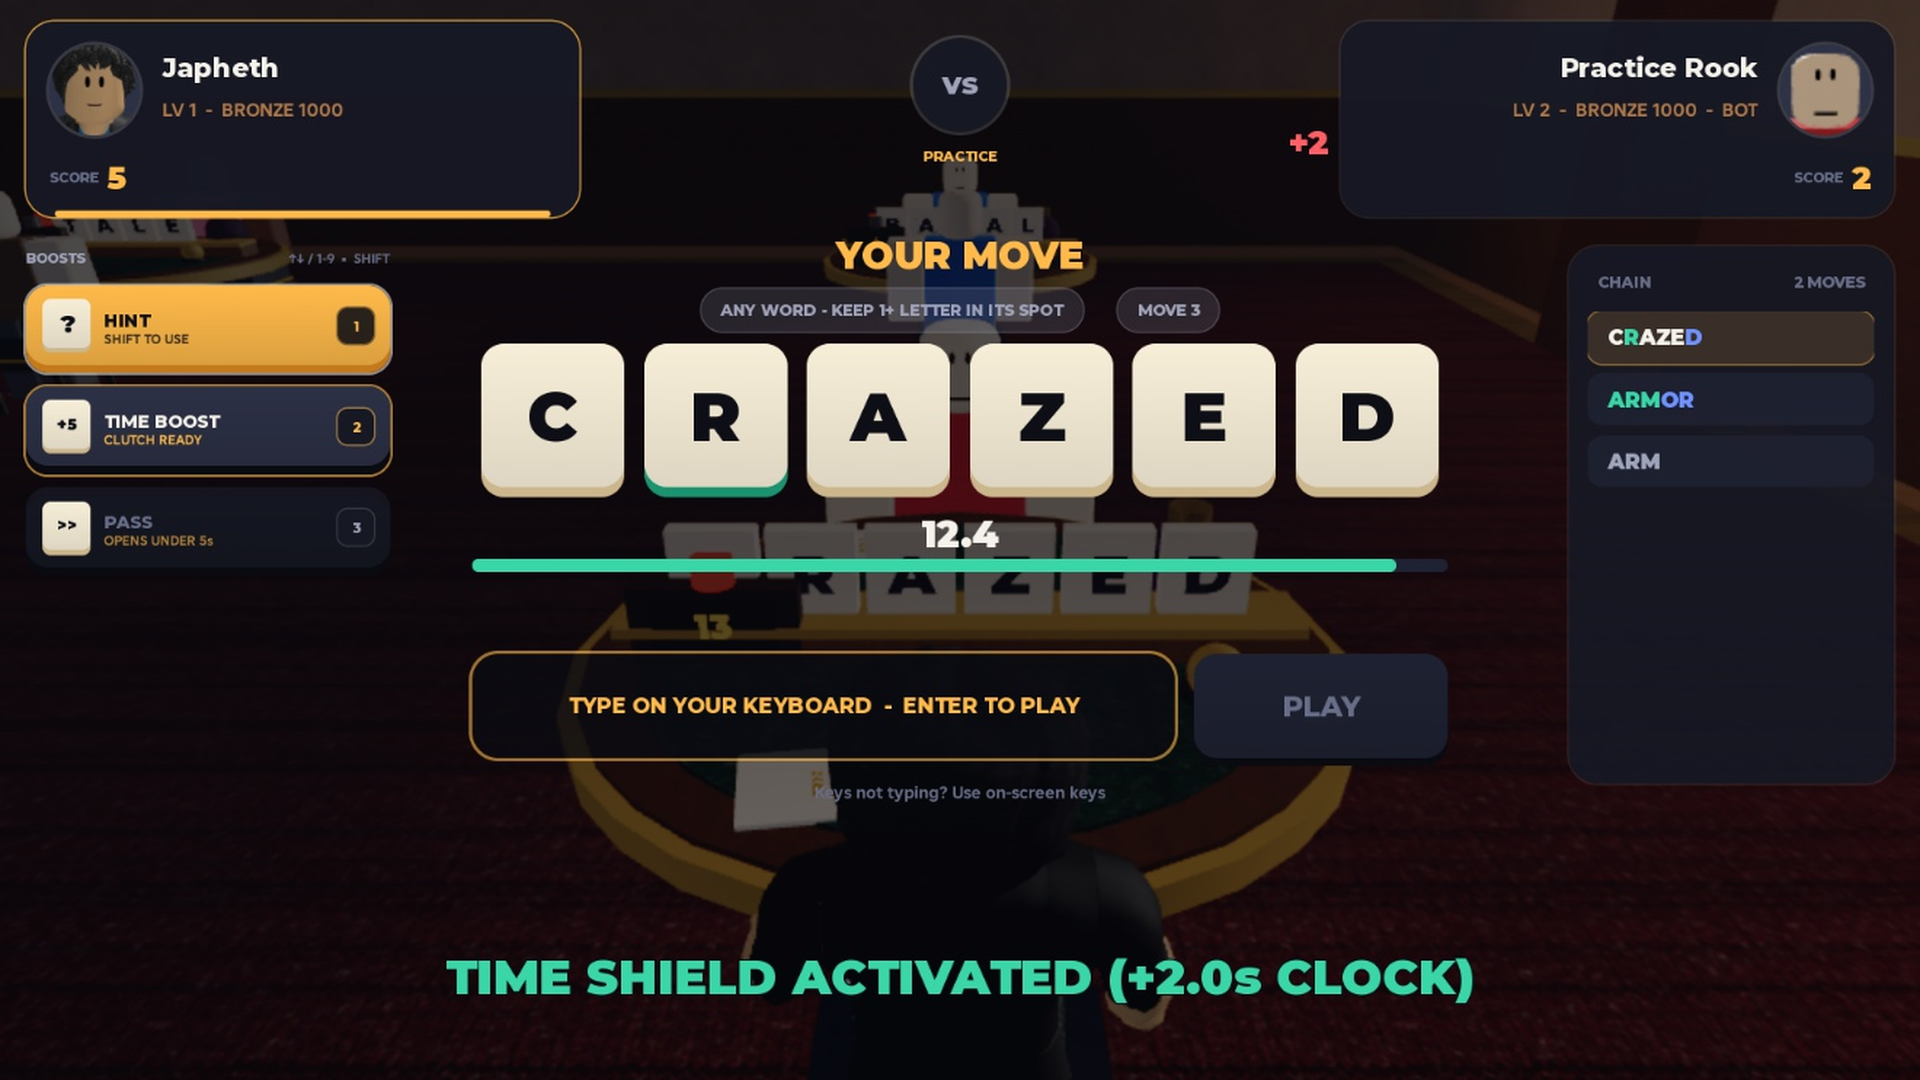 Japheth
LV 1 - BRONZE 1000
SCORE 5
VS
PRACTICE
+2
Practice Rook
LV 2 - BRONZE 1000 - BOT
SCORE 2
TALE
BOOSTS
↑↓ / 1-9 • SHIFT
?
HINT
SHIFT TO USE
1
+5
TIME BOOST
CLUTCH READY
2
>>
PASS
OPENS UNDER 5s
3
YOUR MOVE
ANY WORD - KEEP 1+ LETTER IN ITS SPOT
MOVE 3
C R A Z E D
12.4
R A Z E D
13
TYPE ON YOUR KEYBOARD - ENTER TO PLAY
PLAY
Keys not typing? Use on-screen keys
CHAIN
2 MOVES
CRAZED
ARMOR
ARM
TIME SHIELD ACTIVATED (+2.0s CLOCK)